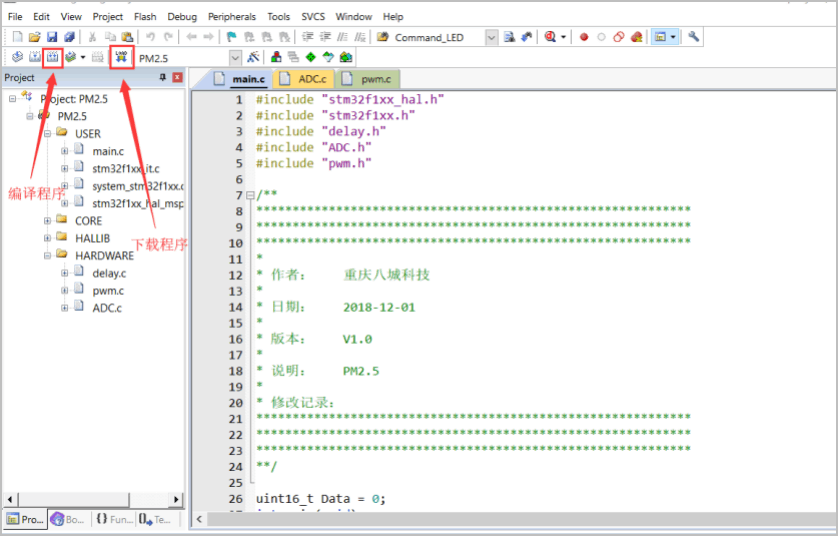 File Edit View Project Flash Debug Peripherals Tools SVCS Window Help
Command_LED
LOAD
PM2.5
Project
main.c
ADC.c
pwm.c
Project: PM2.5
PM2.5
USER
main.c
stm32f1xx_it.c
system_stm32f1xx.c
stm32f1xx_hal_msp
CORE
HALLIB
HARDWARE
delay.c
pwm.c
ADC.c
编译程序
下载程序
Pro...
Bo...
{} Fun...
Te...
1 #include "stm32f1xx_hal.h"
2 #include "stm32f1xx.h"
3 #include "delay.h"
4 #include "ADC.h"
5 #include "pwm.h"
6
7 /**
8 ************************************************************
9 ************************************************************
10 ************************************************************
11 *
12 * 作者： 重庆八城科技
13 *
14 * 日期： 2018-12-01
15 *
16 * 版本： V1.0
17 *
18 * 说明： PM2.5
19 *
20 * 修改记录：
21 ************************************************************
22 ************************************************************
23 ************************************************************
24 **/
25
26 uint16_t Data = 0;